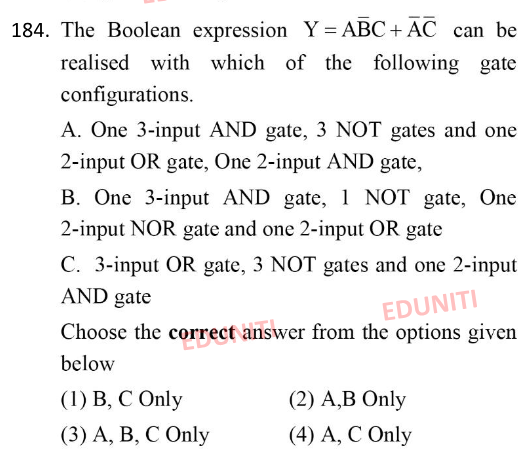 184. The Boolean expression Y = AB̅C + A̅C̅ can be
realised with which of the following gate
configurations.
A. One 3-input AND gate, 3 NOT gates and one
2-input OR gate, One 2-input AND gate,
B. One 3-input AND gate, 1 NOT gate, One
2-input NOR gate and one 2-input OR gate
C. 3-input OR gate, 3 NOT gates and one 2-input
AND gate
EDUNITI
Choose the correct answer from the options given
EDUNITI
below
(1) B, C Only (2) A,B Only
(3) A, B, C Only (4) A, C Only